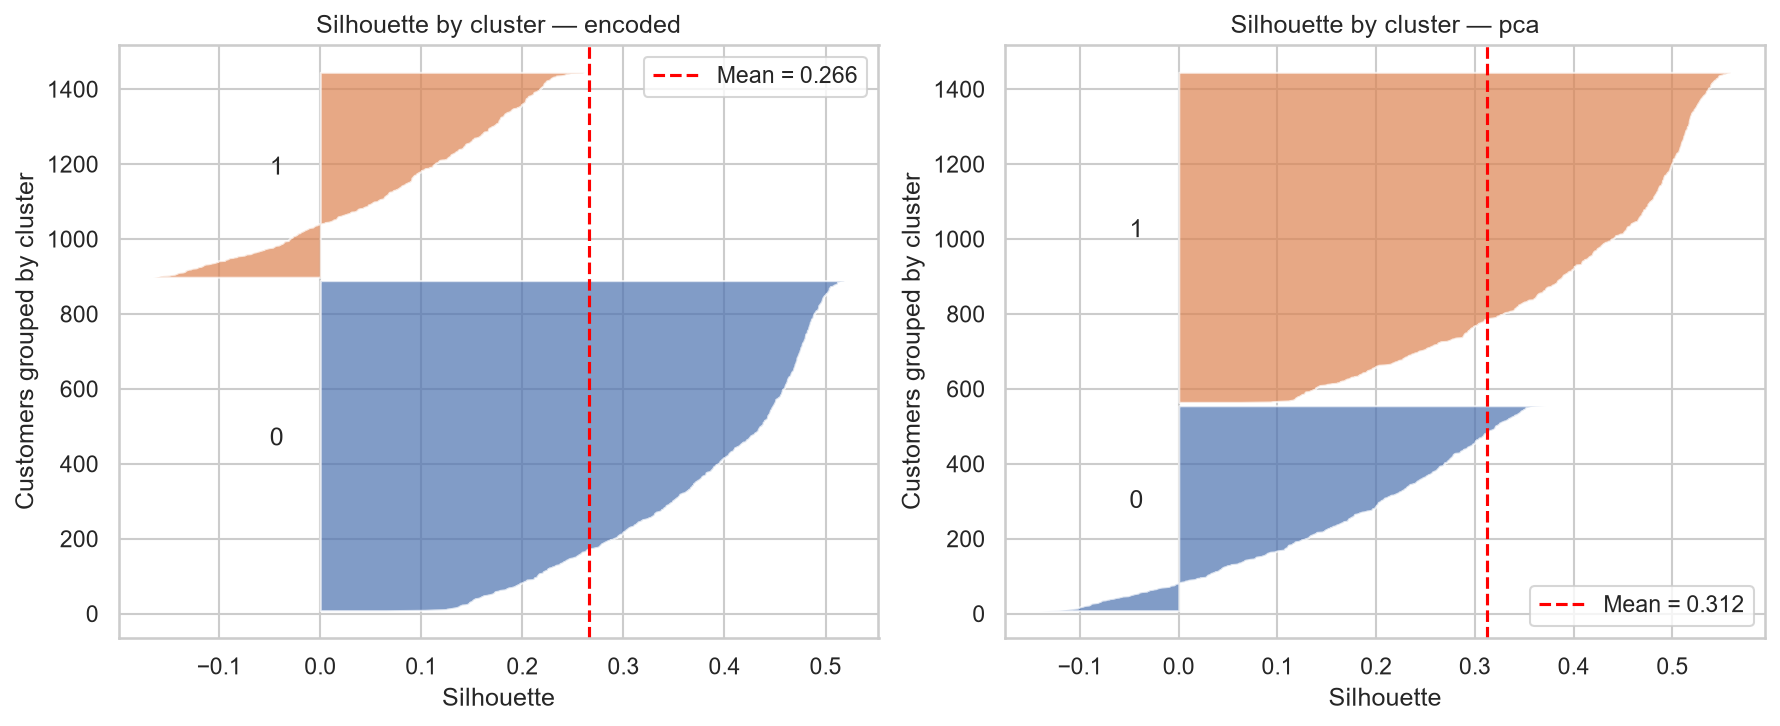 Silhouette by cluster — encoded
Mean = 0.266
Customers grouped by cluster
1400
1200
1000
800
600
400
200
0
1
0
−0.1 0.0 0.1 0.2 0.3 0.4 0.5
Silhouette
Silhouette by cluster — pca
Customers grouped by cluster
1400
1200
1000
800
600
400
200
0
1
0
Mean = 0.312
−0.1 0.0 0.1 0.2 0.3 0.4 0.5
Silhouette